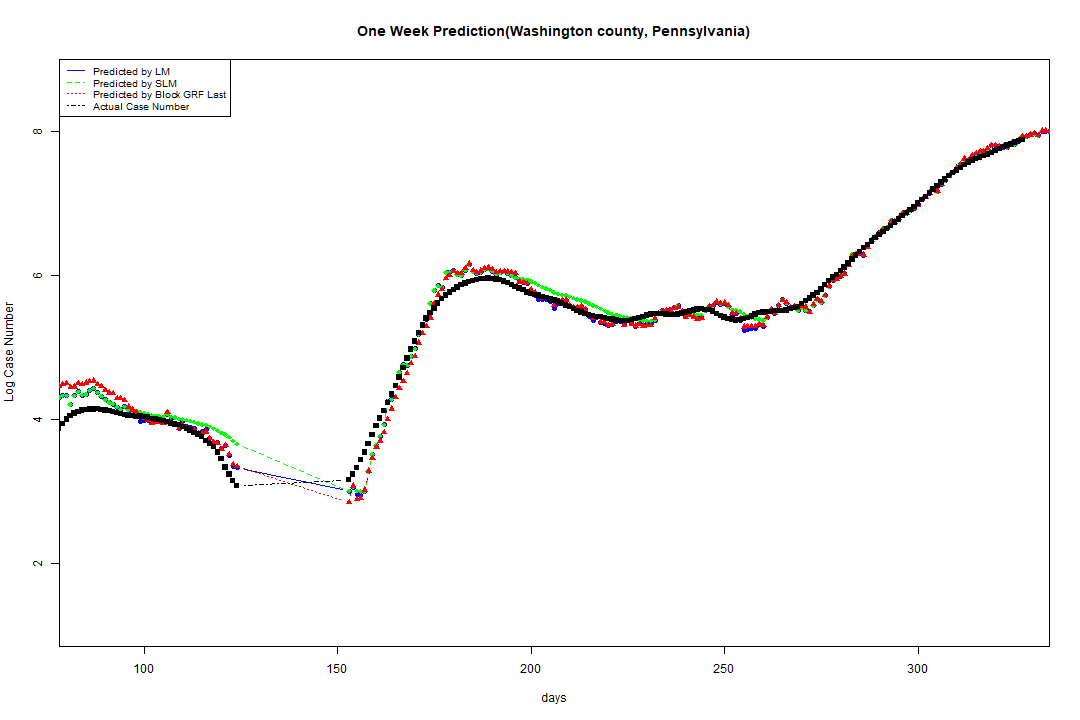 One Week Prediction(Washington county, Pennsylvania)
Predicted by LM
Predicted by SLM
Predicted by Block GRF Last
Actual Case Number
8
6
4
2
Log Case Number
100 150 200 250 300
days